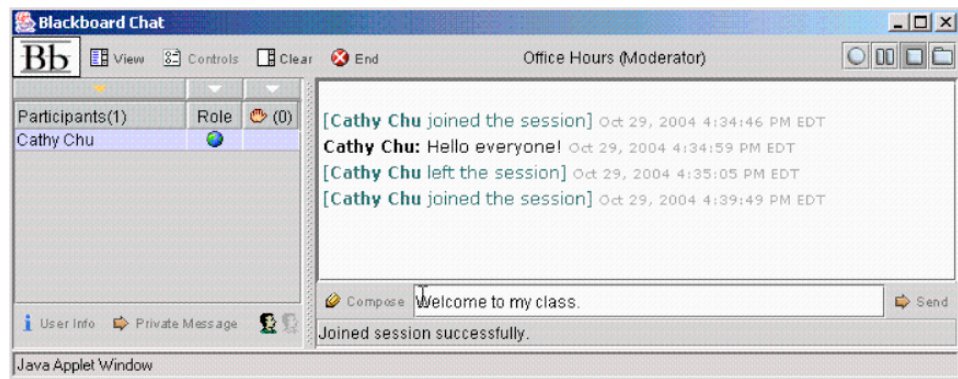 Blackboard Chat
Bb View Controls Clear End Office Hours (Moderator)
Participants(1) Role (0)
Cathy Chu
[Cathy Chu joined the session] Oct 29, 2004 4:34:46 PM EDT
Cathy Chu: Hello everyone! Oct 29, 2004 4:34:59 PM EDT
[Cathy Chu left the session] Oct 29, 2004 4:35:05 PM EDT
[Cathy Chu joined the session] Oct 29, 2004 4:39:49 PM EDT
Compose Welcome to my class. Send
User Info Private Message
Joined session successfully.
Java Applet Window